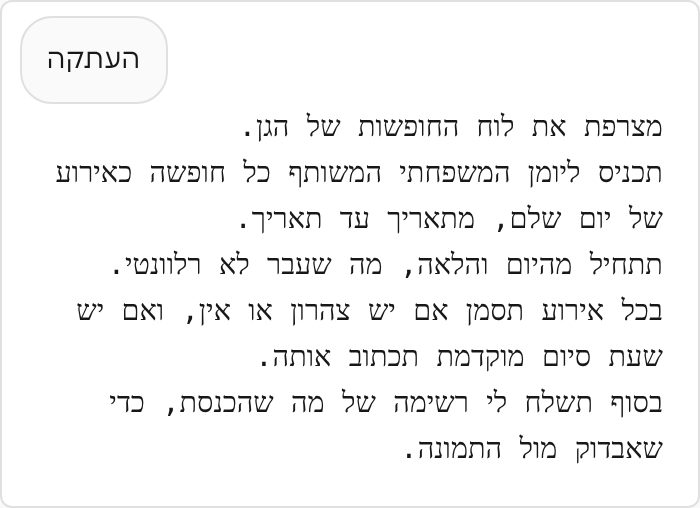 העתקה
מצרפת את לוח החופשות של הגן.
תכניס ליומן המשפחתי המשותף כל חופשה כאירוע
של יום שלם, מתאריך עד תאריך.
תתחיל מהיום והלאה, מה שעבר לא רלוונטי.
בכל אירוע תסמן אם יש צהרון או אין, ואם יש
שעת סיום מוקדמת תכתוב אותה.
בסוף תשלח לי רשימה של מה שהכנסת, כדי
שאבדוק מול התמונה.